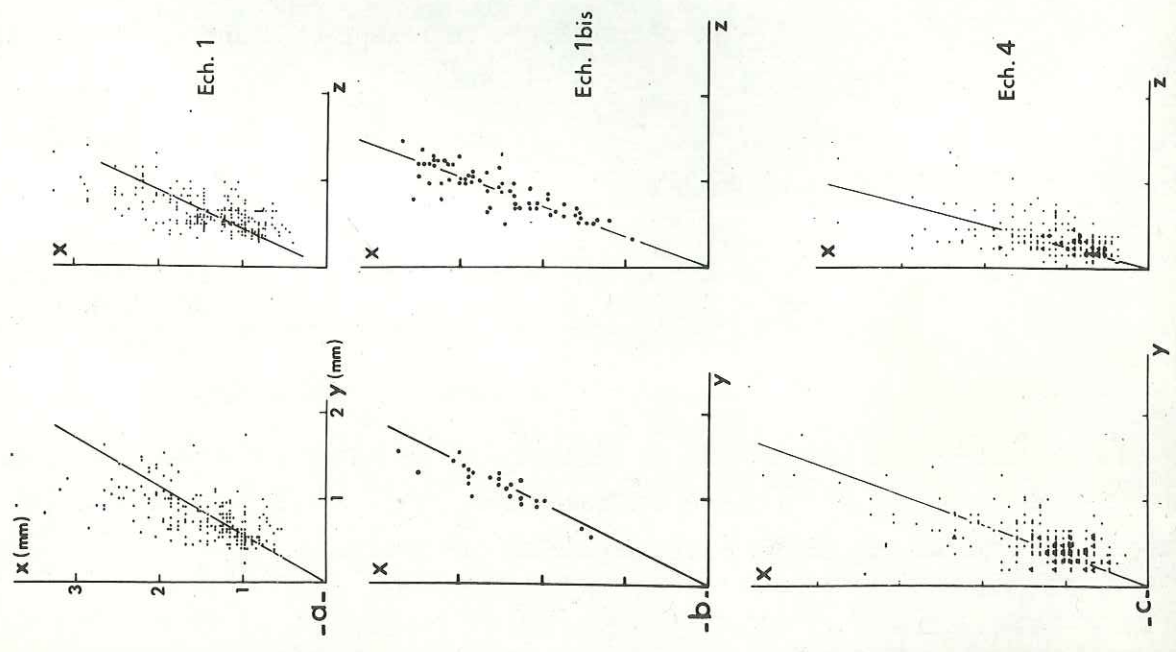 x (mm)
3
2
1
-a-
1
2
y (mm)
x
z
Ech. 1
x
-b-
y
x
z
Ech. 1bis
x
-c-
y
x
z
Ech. 4